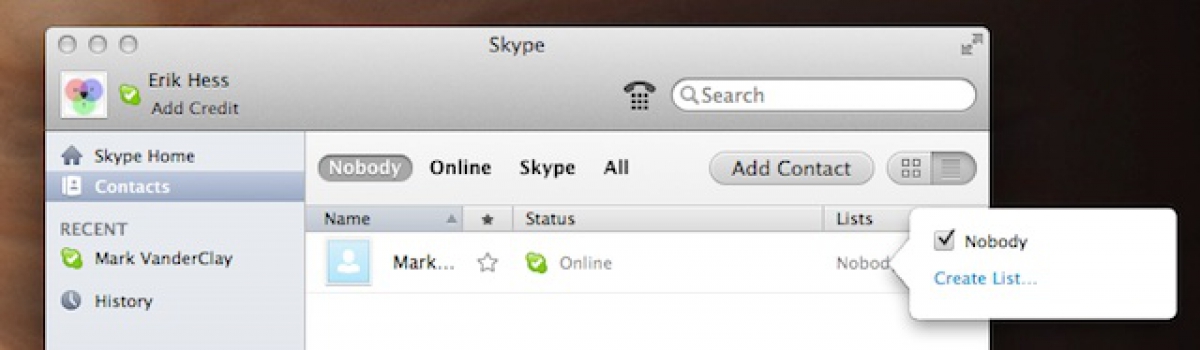 Skype
Erik Hess
Add Credit
Search
Skype Home
Contacts
RECENT
Mark VanderClay
History
Nobody Online Skype All Add Contact
Name Status Lists
Mark... Online Nobod
Nobody
Create List...